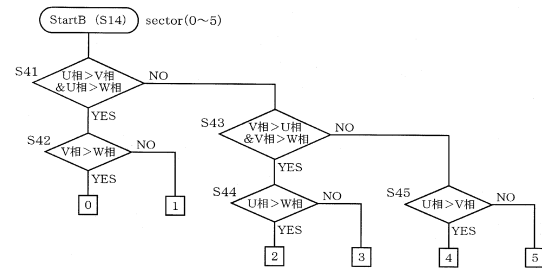 StartB (S14) sector(0～5)
S41
U相>V相
&U相>W相
NO
YES
S42
V相>W相
NO
YES
0
1
S43
V相>U相
&V相>W相
NO
YES
S44
U相>W相
NO
YES
2
3
S45
U相>V相
NO
YES
4
5